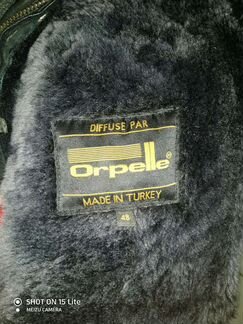 DIFFUSE PAR
Orpelle®
MADE IN TURKEY
48
SHOT ON 15 Lite
MEIZU CAMERA